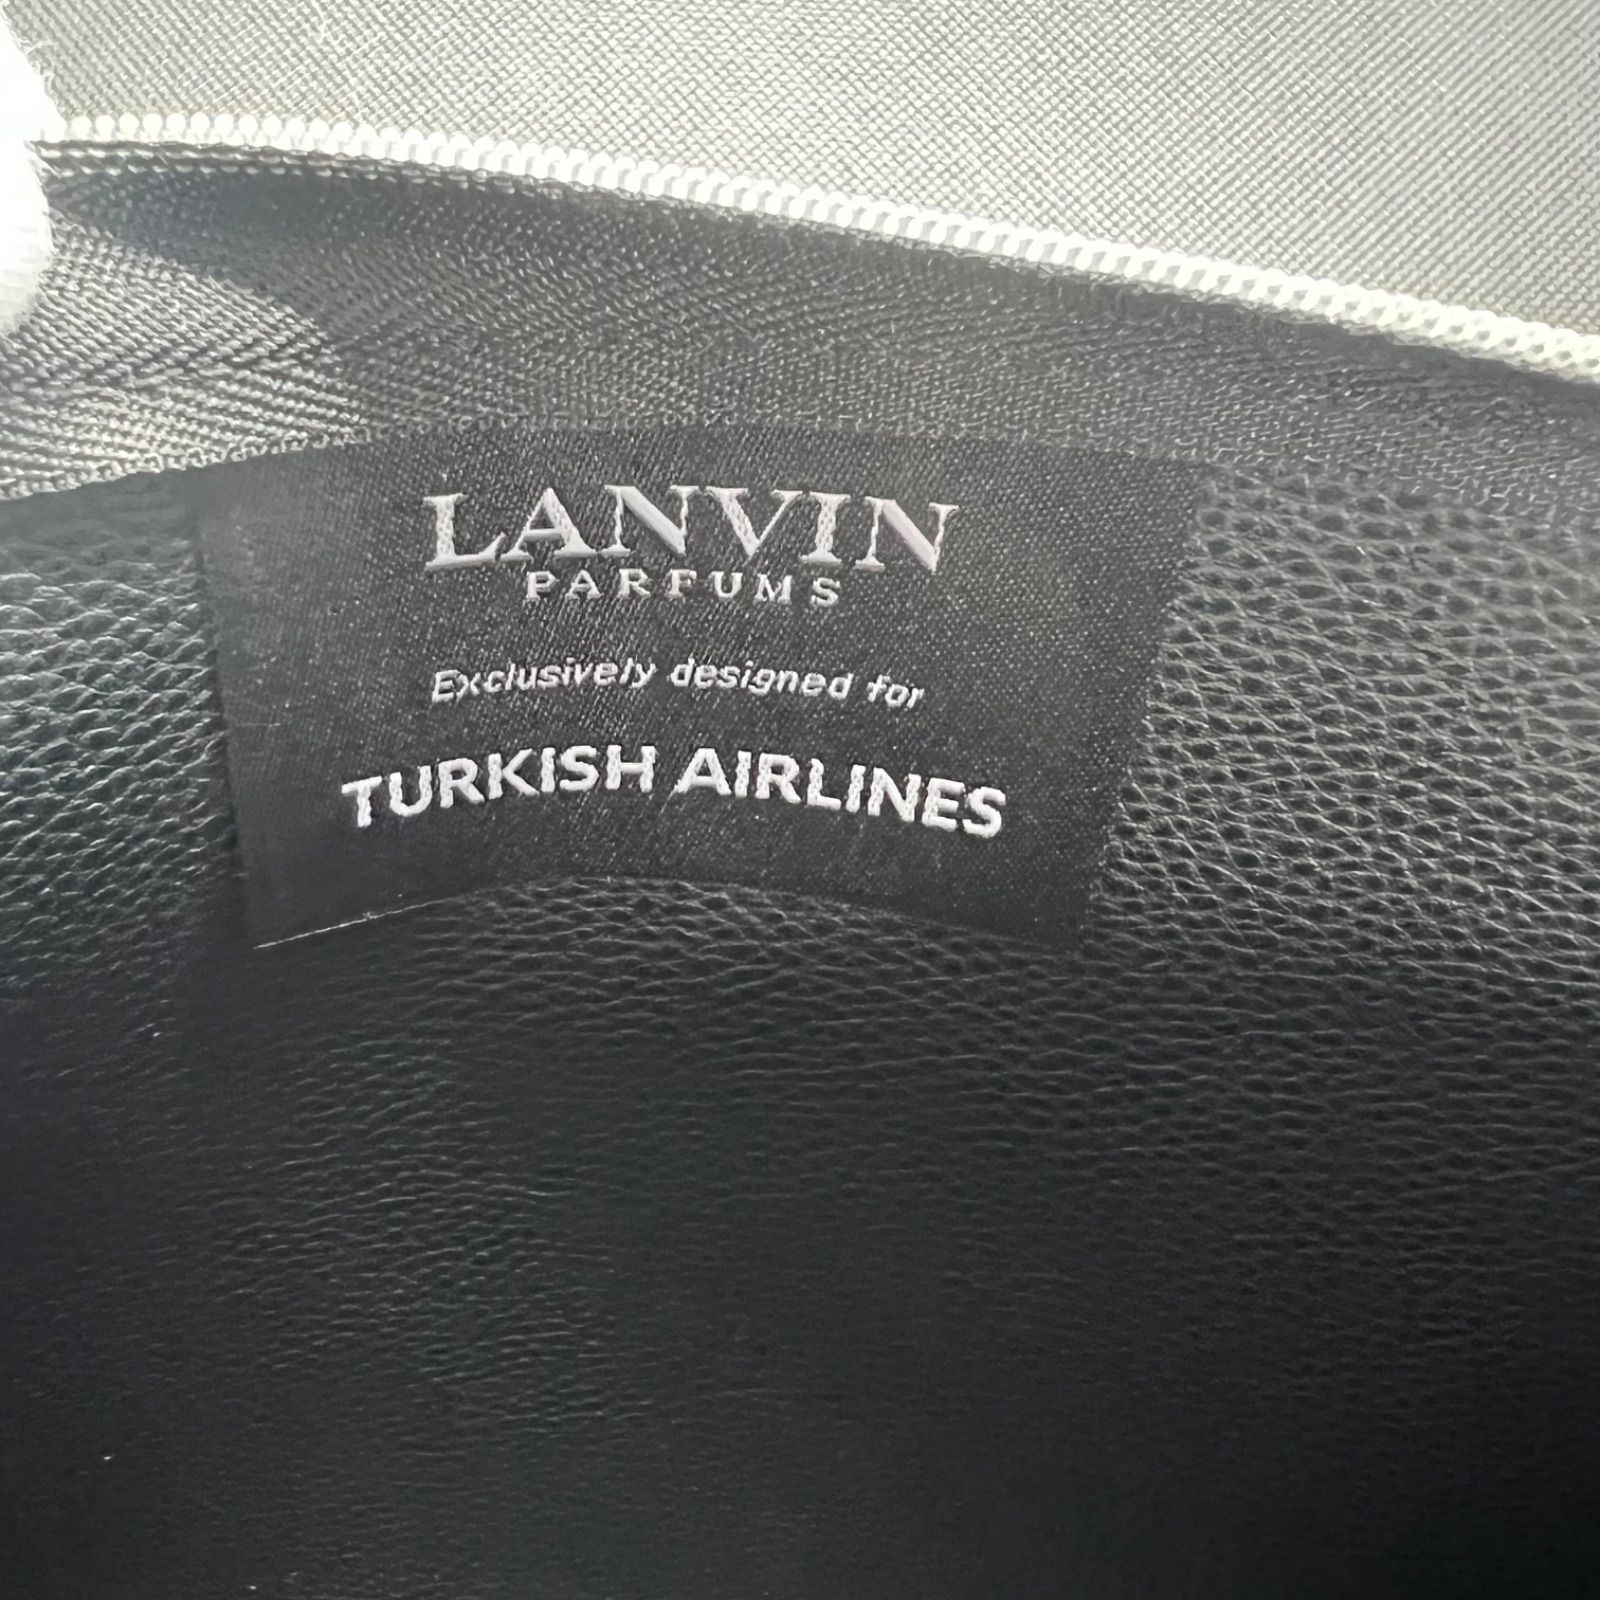 LANVIN
PARFUMS
Exclusively designed for
TURKISH AIRLINES